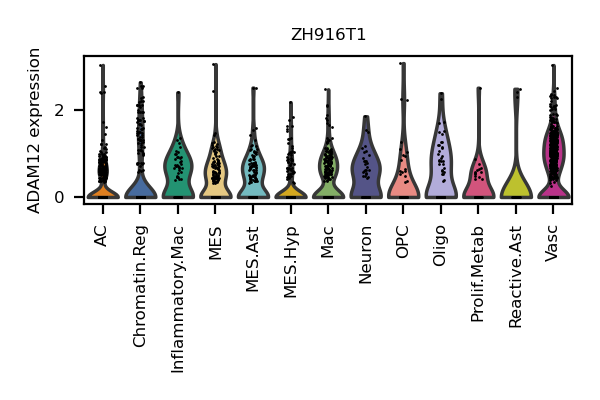 ZH916T1
ADAM12 expression
2
0
AC
Chromatin.Reg
Inflammatory.Mac
MES
MES.Ast
MES.Hyp
Mac
Neuron
OPC
Oligo
Prolif.Metab
Reactive.Ast
Vasc